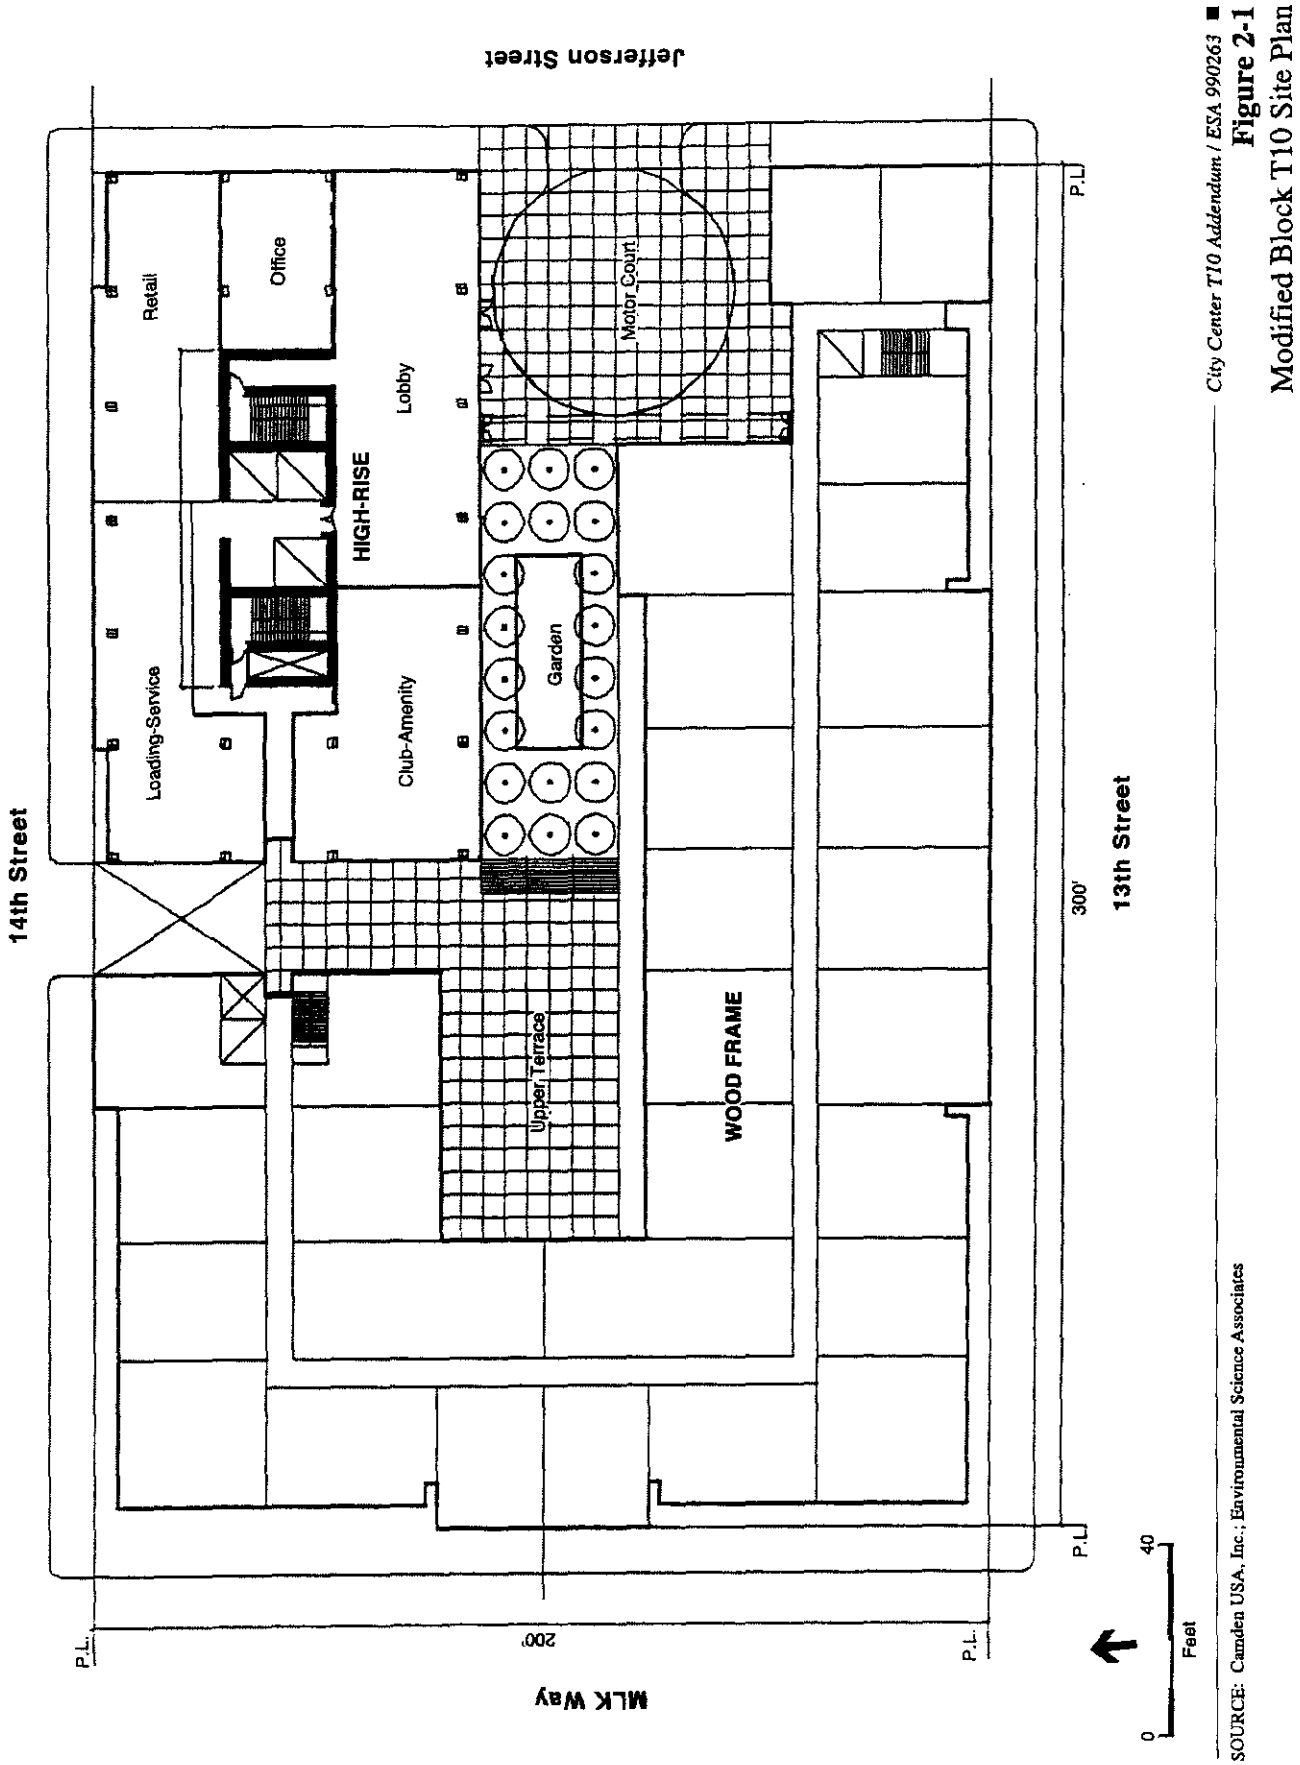 14th Street
Jefferson Street
Retail
Office
Loading-Service
HIGH-RISE
Lobby
Club-Amenity
Motor Court
Garden
Upper Terrace
WOOD FRAME
MLK Way
200'
P.L.
P.L.
P.L.
P.L.
300'
13th Street
0
40
Feet
SOURCE: Camden USA, Inc.; Environmental Science Associates
City Center T10 Addendum / ESA 990263 ■
Figure 2-1
Modified Block T10 Site Plan